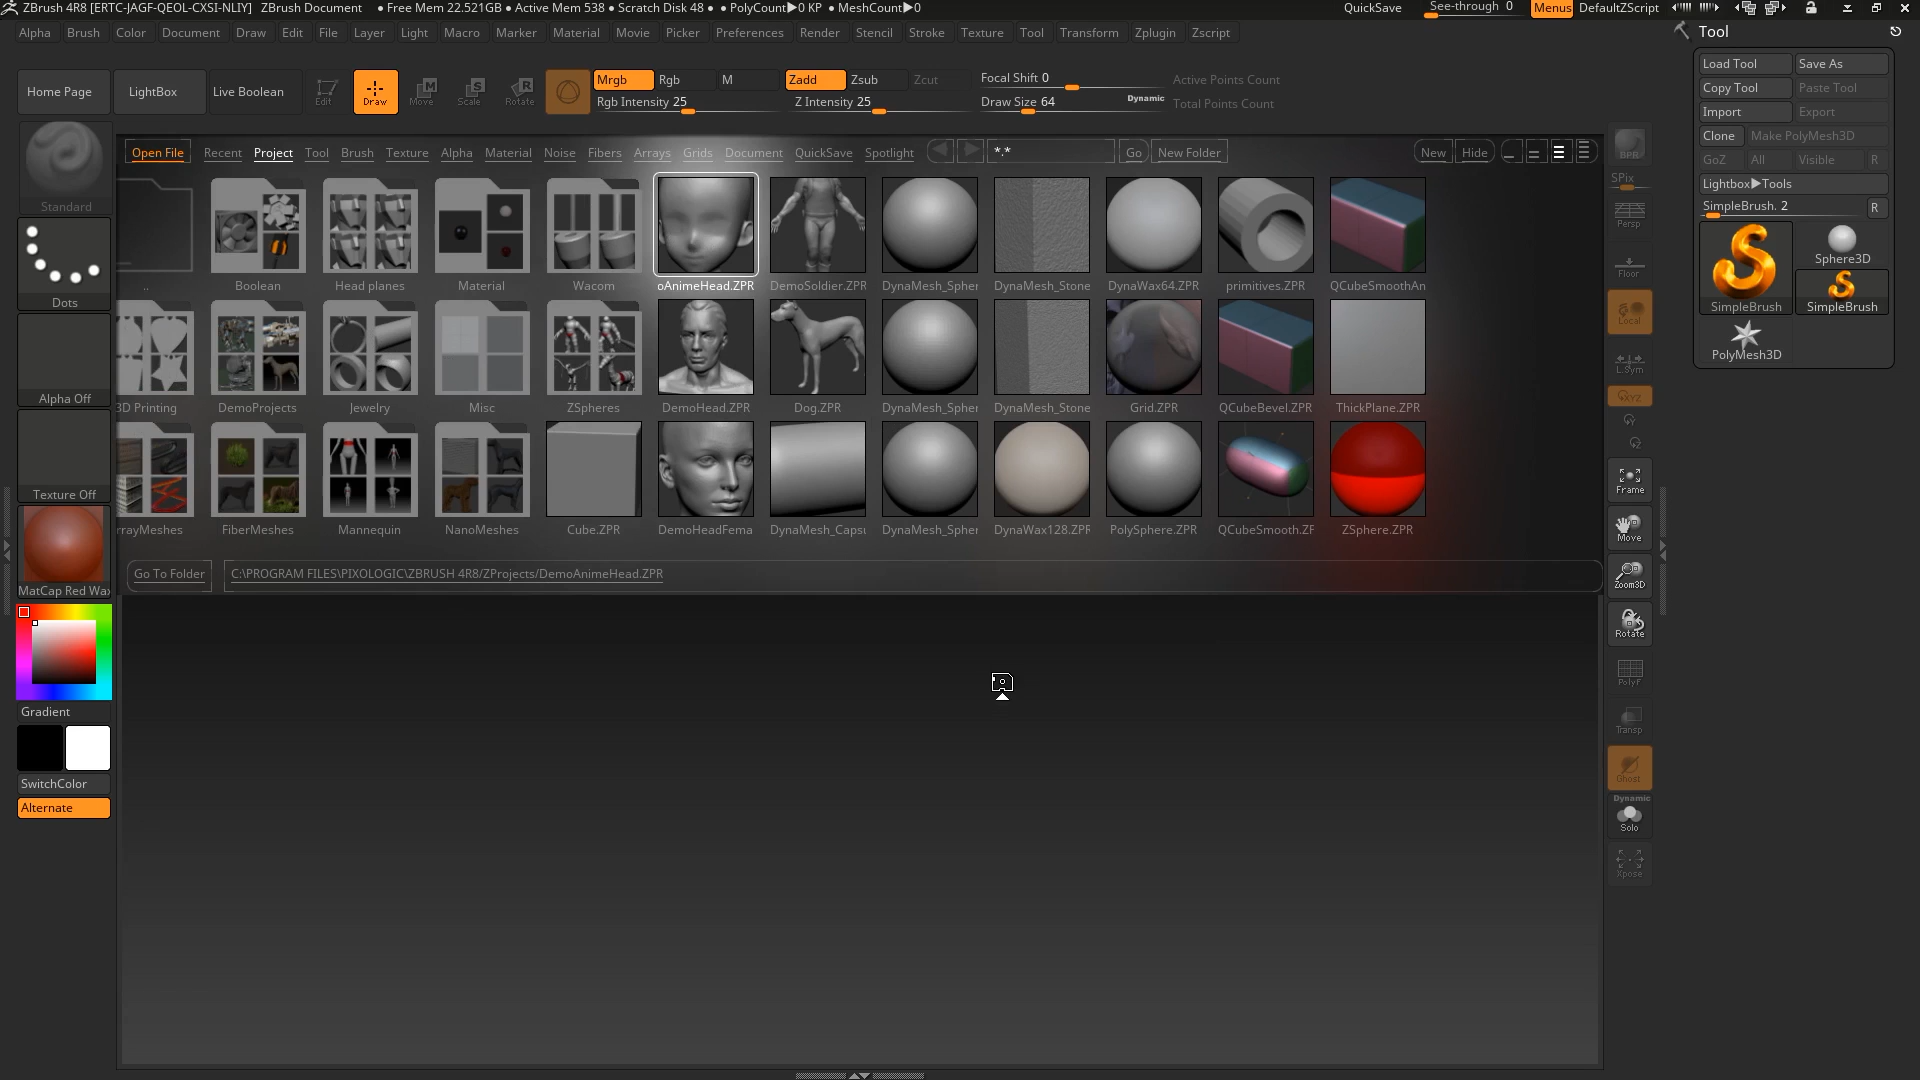 ZBrush 4R8 [ERTC-JAGF-QEOL-CXSI-NLIY] ZBrush Document • Free Mem 22.521GB • Active Mem 538 • Scratch Disk 48 • • PolyCount▶0 KP • MeshCount▶0 QuickSave See-through 0 Menus DefaultZScript
Alpha Brush Color Document Draw Edit File Layer Light Macro Marker Material Movie Picker Preferences Render Stencil Stroke Texture Tool Transform Zplugin Zscript
Tool
Home Page LightBox Live Boolean Edit Draw Move Scale Rotate
Mrgb Rgb M Zadd Zsub Zcut Focal Shift 0 Active Points Count
Rgb Intensity 25 Z Intensity 25 Draw Size 64 Dynamic Total Points Count
Load Tool Save As
Copy Tool Paste Tool
Import Export
Clone Make PolyMesh3D
GoZ All Visible R
Lightbox▶Tools
SimpleBrush. 2 R
Sphere3D
SimpleBrush SimpleBrush
PolyMesh3D
Open File Recent Project Tool Brush Texture Alpha Material Noise Fibers Arrays Grids Document QuickSave Spotlight *.* Go New Folder New Hide
.. Boolean Head planes Material Wacom oAnimeHead.ZPR DemoSoldier.ZPR DynaMesh_Spher DynaMesh_Stone DynaWax64.ZPR primitives.ZPR QCubeSmoothAn
3D Printing DemoProjects Jewelry Misc ZSpheres DemoHead.ZPR Dog.ZPR DynaMesh_Spher DynaMesh_Stone Grid.ZPR QCubeBevel.ZPR ThickPlane.ZPR
rrayMeshes FiberMeshes Mannequin NanoMeshes Cube.ZPR DemoHeadFema DynaMesh_Capsu DynaMesh_Spher DynaWax128.ZPR PolySphere.ZPR QCubeSmooth.ZF ZSphere.ZPR
Go To Folder C:\PROGRAM FILES\PIXOLOGIC\ZBRUSH 4R8/ZProjects/DemoAnimeHead.ZPR
Standard
Dots
Alpha Off
Texture Off
MatCap Red Wax
Gradient
SwitchColor
Alternate
BPR
SPix
Persp
Floor
Local
L.Sym
XYZ
Frame
Move
Zoom3D
Rotate
PolyF
Transp
Ghost
Dynamic
Solo
Xpose